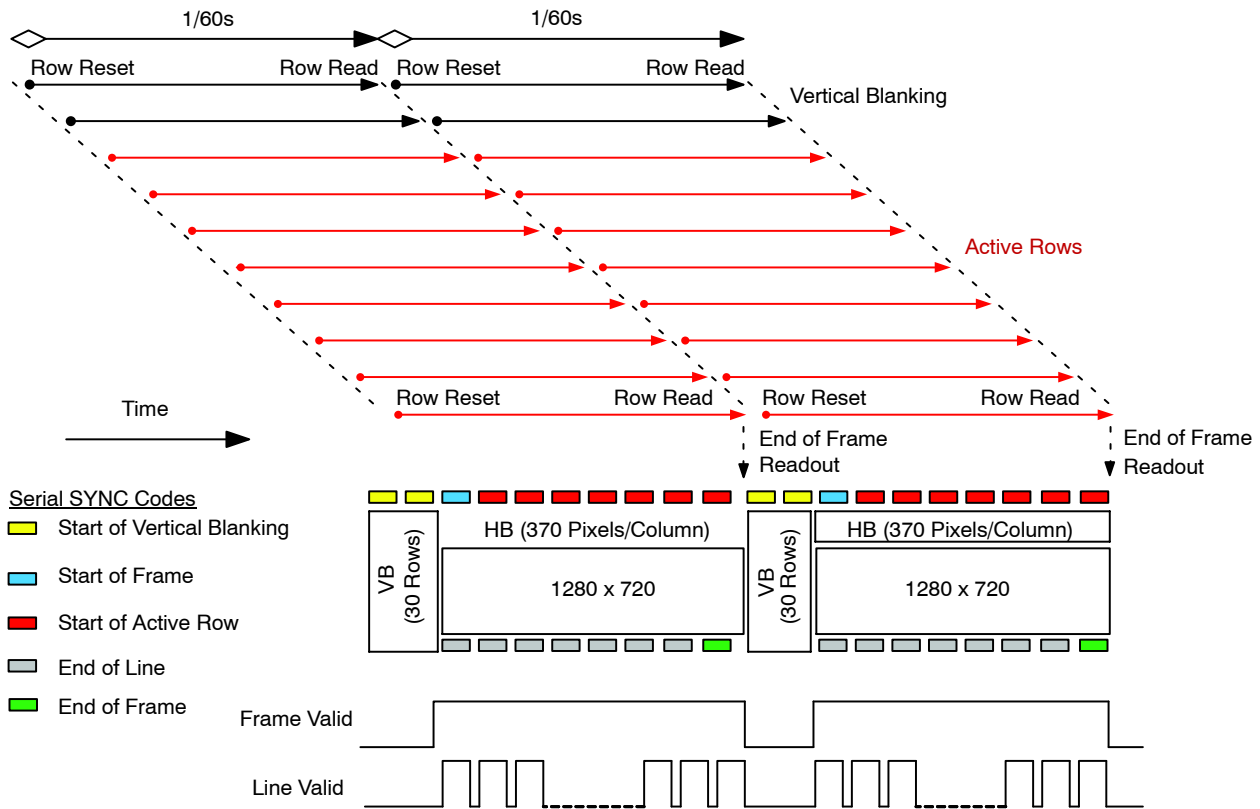 1/60s 1/60s
Row Reset Row Read Row Reset Row Read
Vertical Blanking
Active Rows
Row Reset Row Read Row Reset Row Read
Time
End of Frame
Readout
End of Frame
Readout
Serial SYNC Codes
Start of Vertical Blanking
Start of Frame
Start of Active Row
End of Line
End of Frame
VB
(30 Rows)
HB (370 Pixels/Column)
1280 x 720
VB
(30 Rows)
HB (370 Pixels/Column)
1280 x 720
Frame Valid
Line Valid